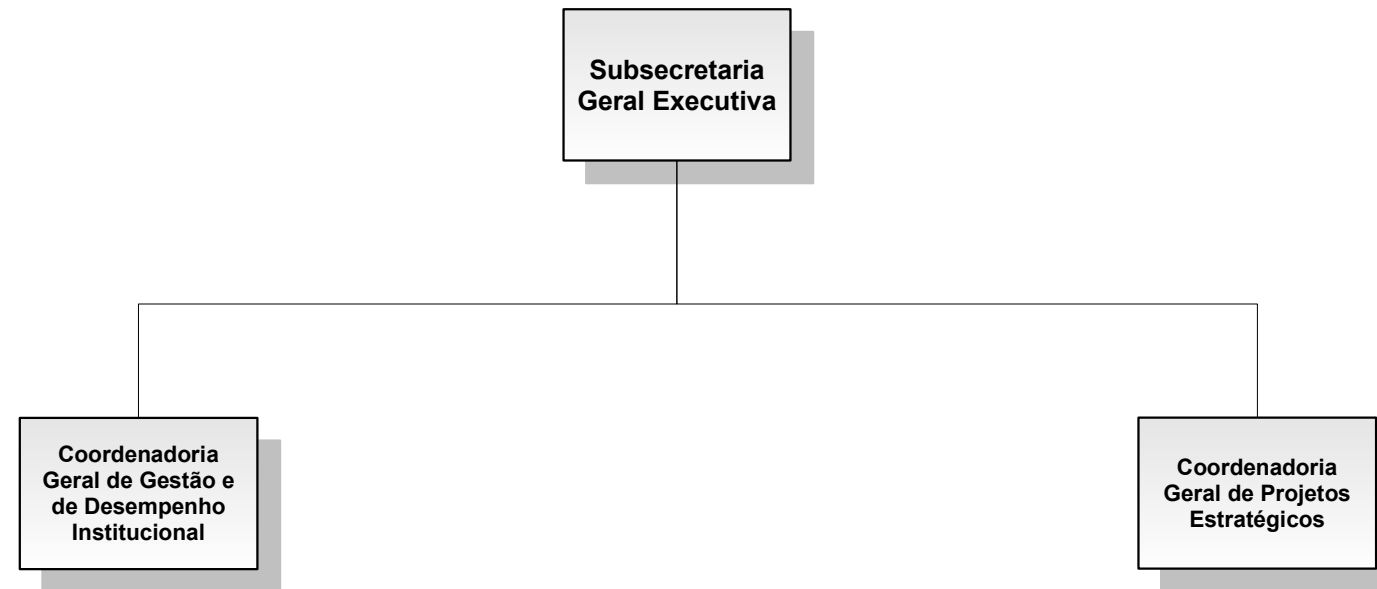 Subsecretaria
Geral Executiva
Coordenadoria
Geral de Gestão e
de Desempenho
Institucional
Coordenadoria
Geral de Projetos
Estratégicos